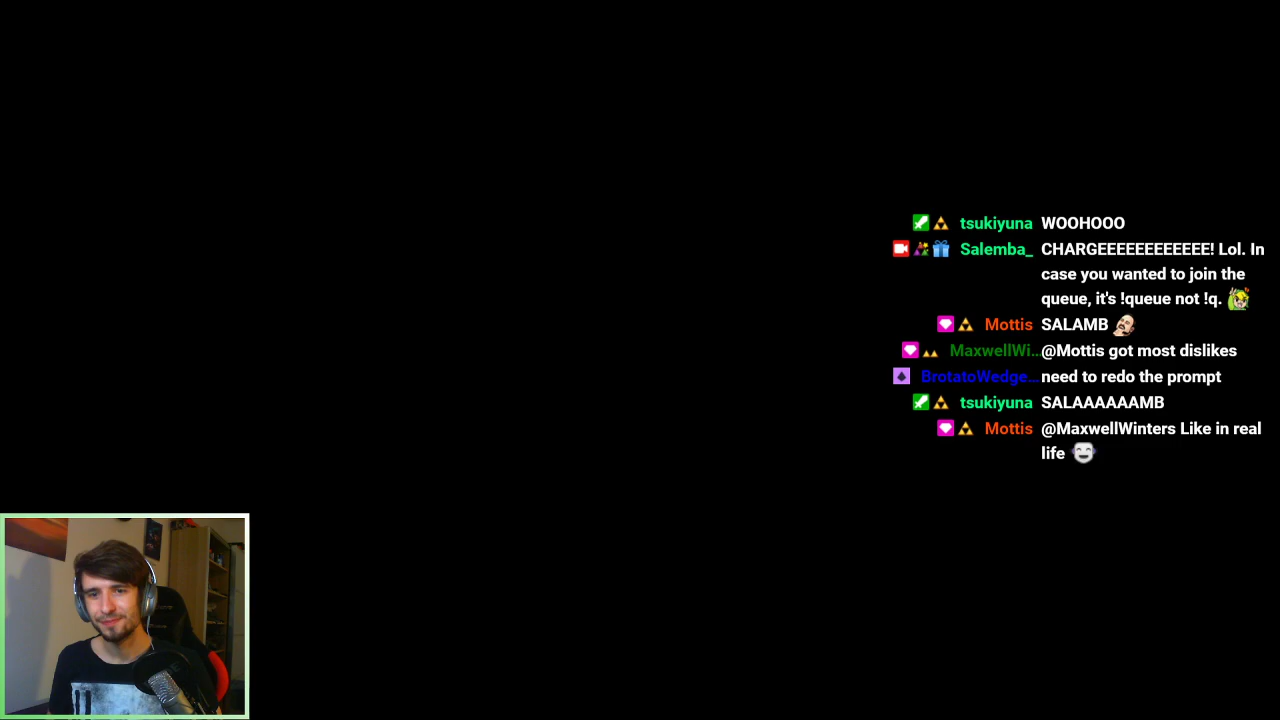 tsukiyuna WOOHOOO
Salemba_ CHARGEEEEEEEEEEEE! Lol. In
case you wanted to join the
queue, it's !queue not !q.
Mottis SALAMB
MaxwellWi... @Mottis got most dislikes
BrotatoWedge... need to redo the prompt
tsukiyuna SALAAAAAAMB
Mottis @MaxwellWinters Like in real
life